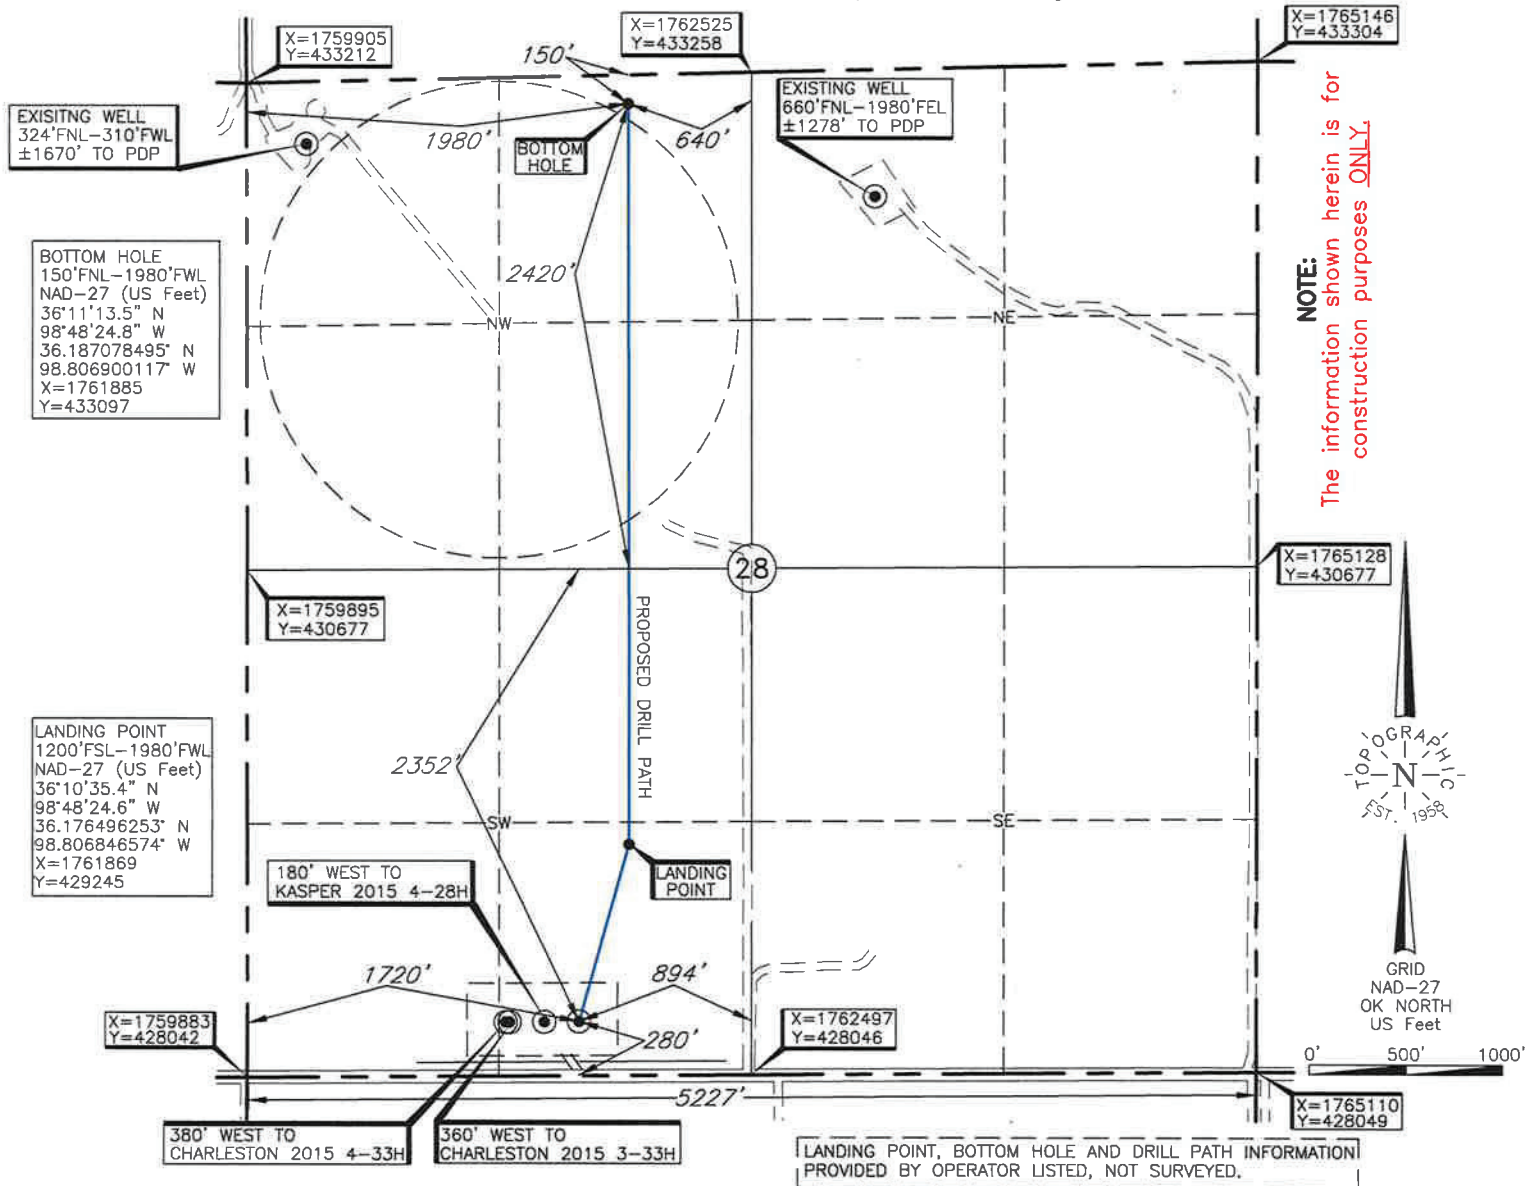 X=1759905
Y=433212
150'
X=1762525
Y=433258
X=1765146
Y=433304
EXISITNG WELL
324'FNL-310'FWL
±1670' TO PDP
1980'
BOTTOM
HOLE
640'
EXISTING WELL
660'FNL-1980'FEL
±1278' TO PDP
NOTE:
The information shown herein is for
construction purposes ONLY.
BOTTOM HOLE
150'FNL-1980'FWL
NAD-27 (US Feet)
36°11'13.5" N
98°48'24.8" W
36.187078495° N
98.806900117° W
X=1761885
Y=433097
2420'
NW
NE
28
X=1765128
Y=430677
X=1759895
Y=430677
PROPOSED DRILL PATH
LANDING POINT
1200'FSL-1980'FWL
NAD-27 (US Feet)
36°10'35.4" N
98°48'24.6" W
36.176496253° N
98.806846574° W
X=1761869
Y=429245
2352'
SW
SE
TOPOGRAPHIC
N
EST. 1958
180' WEST TO
KASPER 2015 4-28H
LANDING
POINT
1720'
894'
280'
X=1759883
Y=428042
X=1762497
Y=428046
GRID
NAD-27
OK NORTH
US Feet
0' 500' 1000'
5227'
X=1765110
Y=428049
380' WEST TO
CHARLESTON 2015 4-33H
360' WEST TO
CHARLESTON 2015 3-33H
LANDING POINT, BOTTOM HOLE AND DRILL PATH INFORMATION
PROVIDED BY OPERATOR LISTED, NOT SURVEYED.